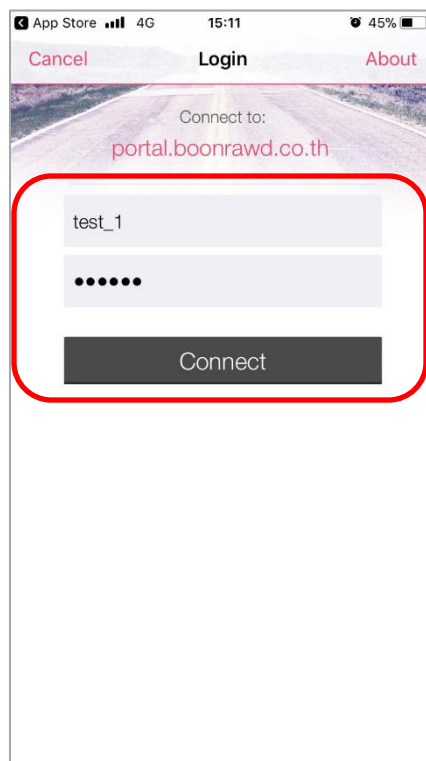 App Store 4G 15:11 45%
Cancel Login About
Connect to:
portal.boonrawd.co.th
test_1
••••••
Connect